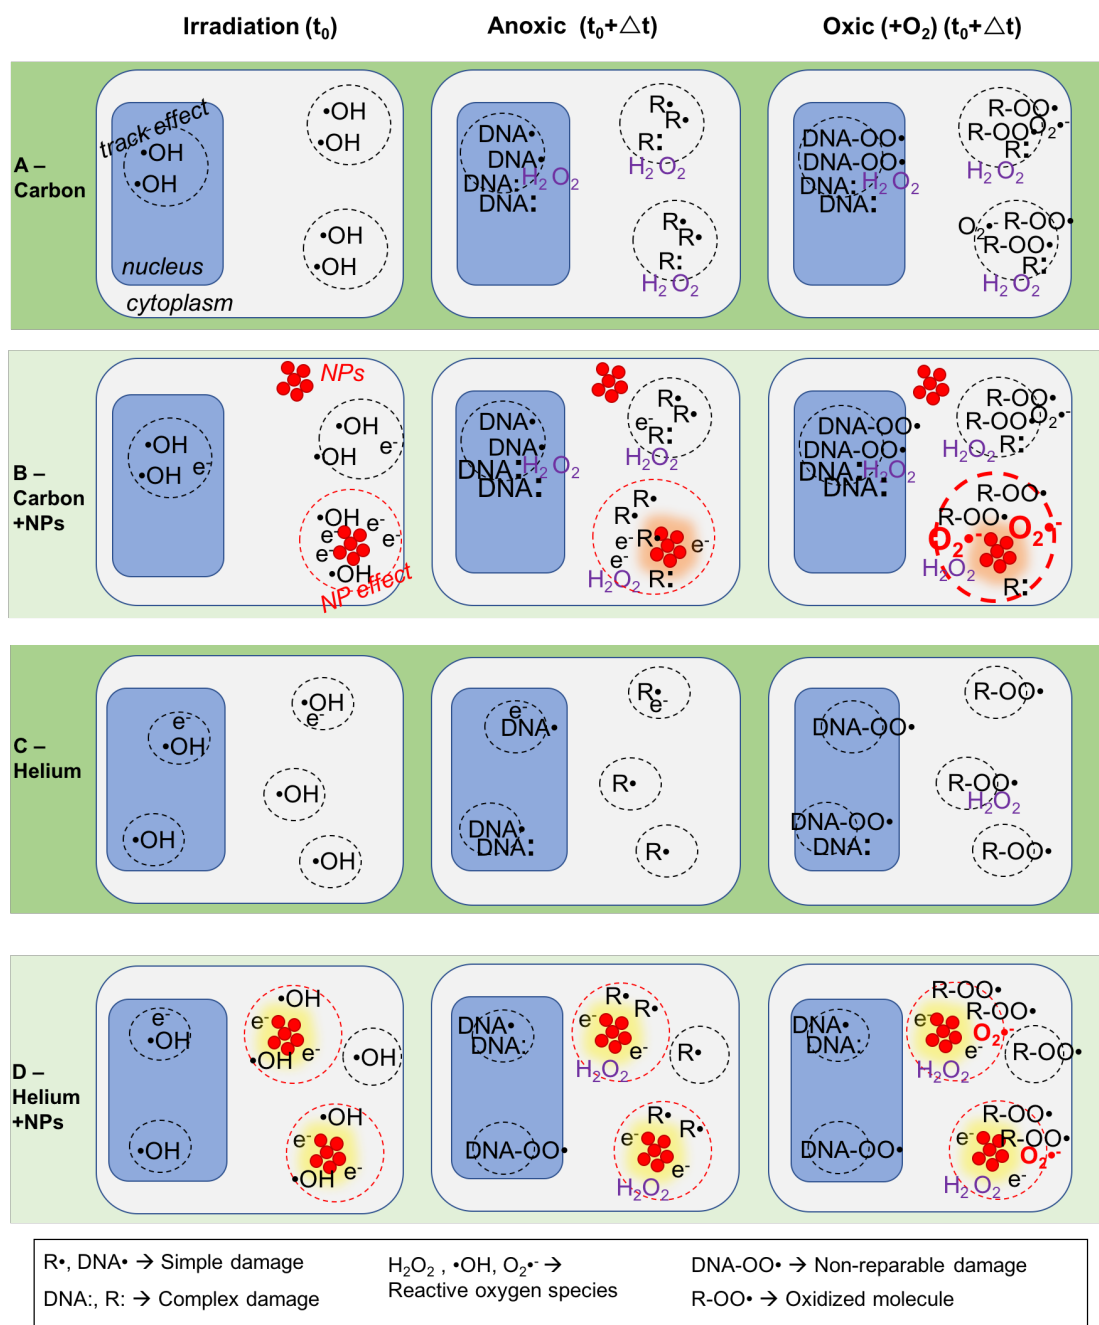 Irradiation (t₀)
Anoxic (t₀+△t)
Oxic (+O₂) (t₀+△t)
A –
Carbon
track effect
•OH
•OH
nucleus
cytoplasm
•OH
•OH
•OH
•OH
DNA•
DNA•
DNA:
DNA:
H₂O₂
R•
R•
R:
H₂O₂
R•
R•
R:
H₂O₂
DNA-OO•
DNA-OO•
DNA:
DNA:
H₂O₂
R-OO•
R-OO•
O₂•⁻
R:
H₂O₂
O₂•⁻
R-OO•
R-OO•
R:
H₂O₂
B –
Carbon
+NPs
•OH
•OH
e⁻
NPs
•OH
•OH
e⁻
•OH
e⁻
e⁻
e⁻
e⁻
•OH
NP effect
DNA•
DNA•
DNA:
DNA:
H₂O₂
R•
R•
e⁻
R:
H₂O₂
R•
R•
R•
e⁻
e⁻
e⁻
R:
H₂O₂
DNA-OO•
DNA-OO•
DNA:
DNA:
H₂O₂
R-OO•
R-OO•
O₂•⁻
R:
H₂O₂
R-OO•
R-OO•
O₂•⁻
O₂•⁻
H₂O₂
R:
C –
Helium
e⁻
•OH
•OH
•OH
e⁻
•OH
•OH
e⁻
DNA•
DNA•
DNA:
R•
e⁻
R•
R•
DNA-OO•
DNA-OO•
DNA:
R-OO•
R-OO•
H₂O₂
R-OO•
D –
Helium
+NPs
e⁻
•OH
•OH
•OH
e⁻
e⁻
•OH
•OH
•OH
e⁻
e⁻
•OH
DNA•
DNA:
DNA-OO•
R•
R•
e⁻
H₂O₂
R•
R•
R•
e⁻
e⁻
H₂O₂
DNA•
DNA:
DNA-OO•
R-OO•
R-OO•
e⁻
O₂•⁻
e⁻
H₂O₂
R-OO•
R-OO•
R-OO•
e⁻
O₂•⁻
e⁻
H₂O₂
R•, DNA• → Simple damage
DNA:, R: → Complex damage
H₂O₂ , •OH, O₂•⁻ →
Reactive oxygen species
DNA-OO• → Non-reparable damage
R-OO• → Oxidized molecule